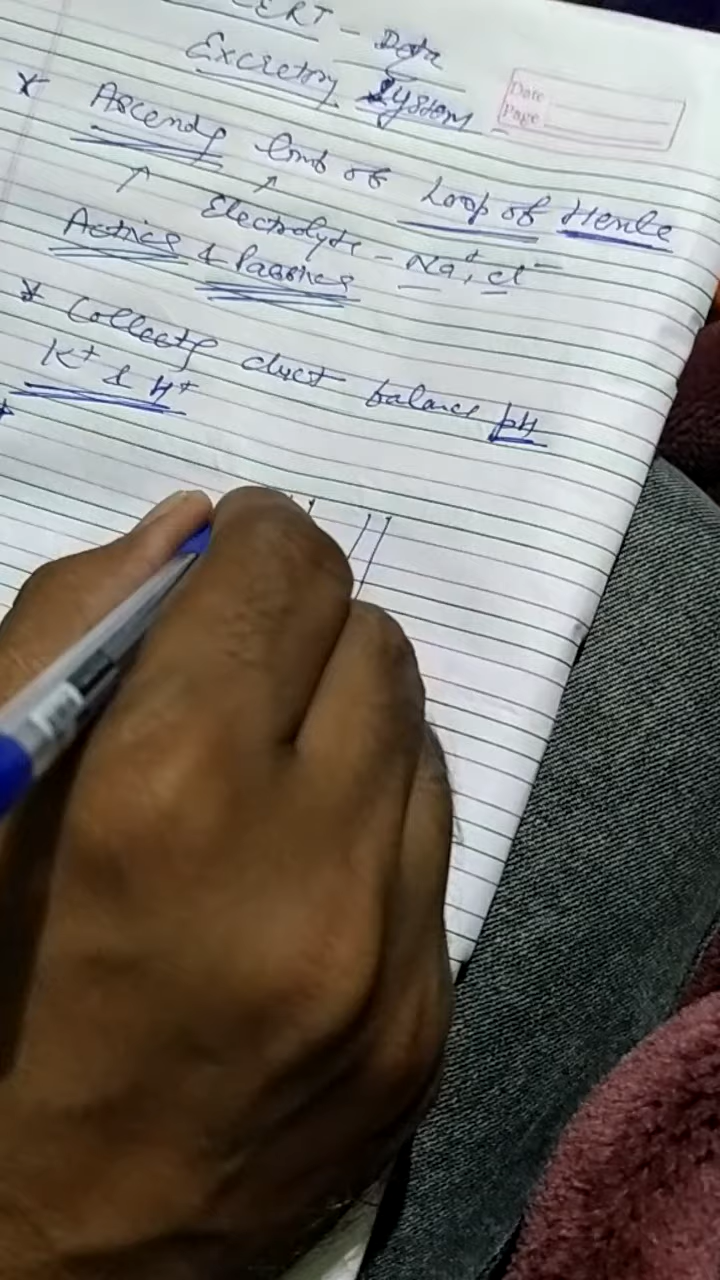 CERT - Data
Excretory System
Date
Page
* Ascendg limb of Loop of Henle
Electrolyte - Na+, Cl-
Active & Passive
* Collectg duct balance pH
K+ & H+